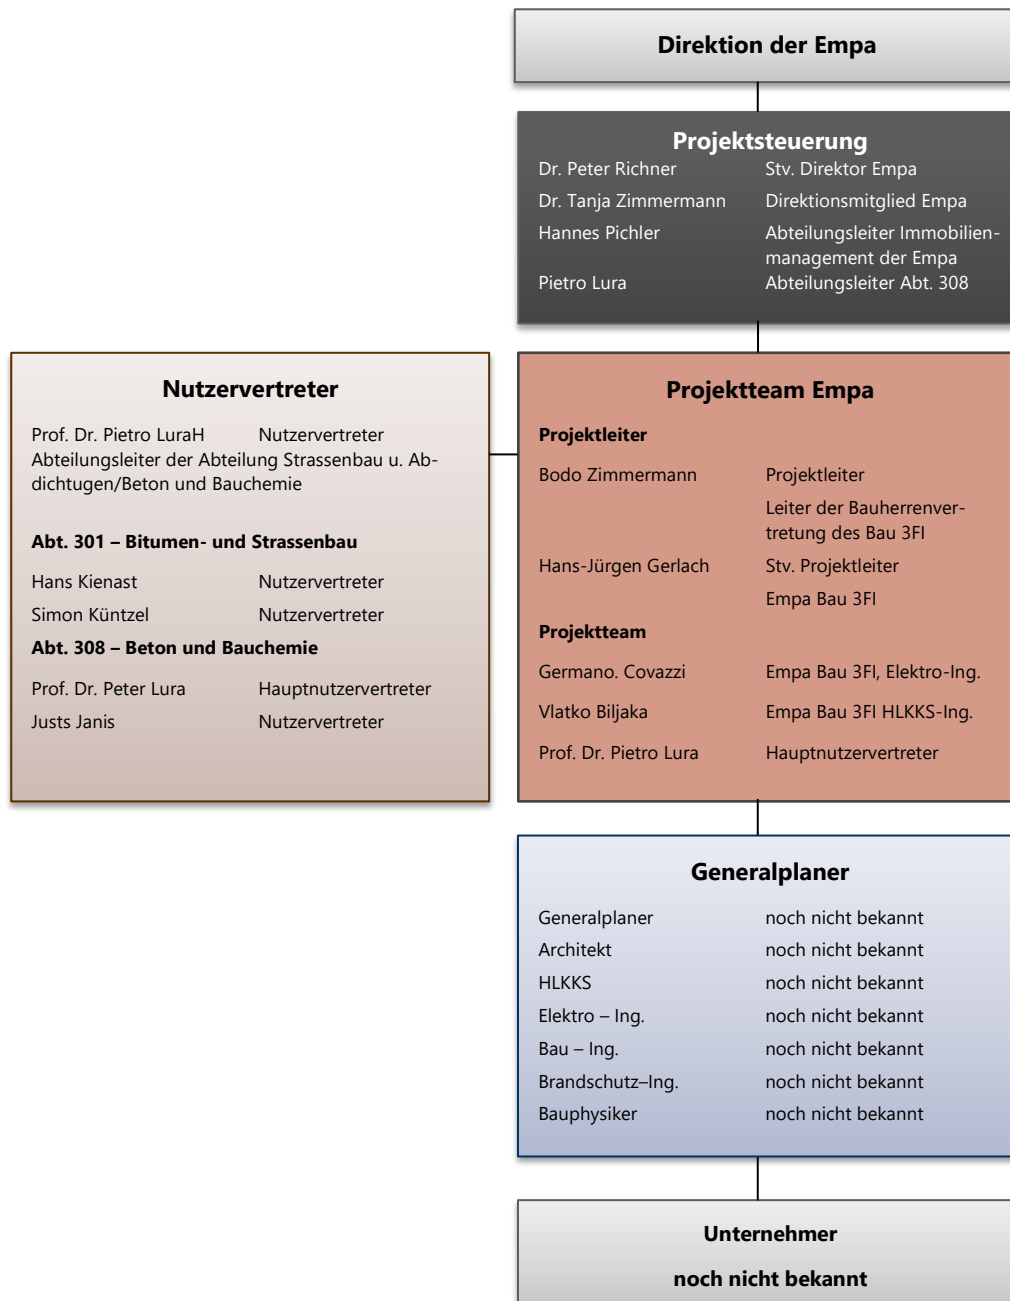 Direktion der Empa
Projektsteuerung
Dr. Peter Richner Stv. Direktor Empa
Dr. Tanja Zimmermann Direktionsmitglied Empa
Hannes Pichler Abteilungsleiter Immobilien-
management der Empa
Pietro Lura Abteilungsleiter Abt. 308
Nutzervertreter
Prof. Dr. Pietro LuraH Nutzervertreter
Abteilungsleiter der Abteilung Strassenbau u. Ab-
dichtugen/Beton und Bauchemie
Abt. 301 – Bitumen- und Strassenbau
Hans Kienast Nutzervertreter
Simon Küntzel Nutzervertreter
Abt. 308 – Beton und Bauchemie
Prof. Dr. Peter Lura Hauptnutzervertreter
Justs Janis Nutzervertreter
Projektteam Empa
Projektleiter
Bodo Zimmermann Projektleiter
Leiter der Bauherrenver-
tretung des Bau 3FI
Hans-Jürgen Gerlach Stv. Projektleiter
Empa Bau 3FI
Projektteam
Germano. Covazzi Empa Bau 3FI, Elektro-Ing.
Vlatko Biljaka Empa Bau 3FI HLKKS-Ing.
Prof. Dr. Pietro Lura Hauptnutzervertreter
Generalplaner
Generalplaner noch nicht bekannt
Architekt noch nicht bekannt
HLKKS noch nicht bekannt
Elektro – Ing. noch nicht bekannt
Bau – Ing. noch nicht bekannt
Brandschutz–Ing. noch nicht bekannt
Bauphysiker noch nicht bekannt
Unternehmer
noch nicht bekannt